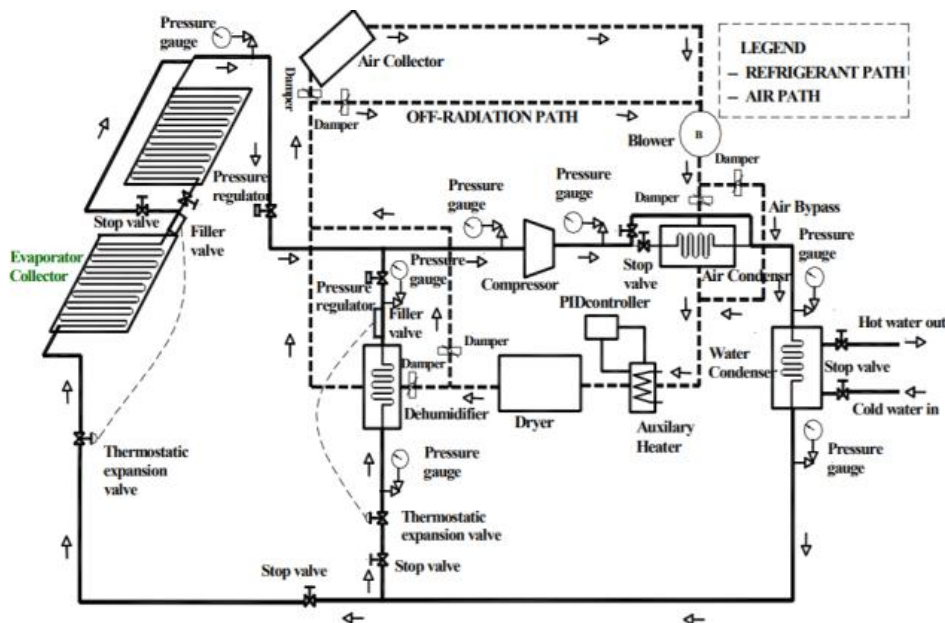 Pressure
gauge
Air Collector
Damper
Damper
OFF-RADIATION PATH
LEGEND
– REFRIGERANT PATH
– AIR PATH
B
Blower
Damper
Damper
Air Bypass
Pressure
regulator
Stop valve
Filler
valve
Evaporator
Collector
Pressure
gauge
Pressure
gauge
Compressor
Stop
valve
Air Condensr
Pressure
gauge
Pressure
gauge
Pressure regulator
Filler
valve
PIDcontroller
Damper
Damper
Dehumidifier
Dryer
Auxilary
Heater
Water
Condenser
Hot water out
Stop valve
Cold water in
Pressure
gauge
Thermostatic
expansion
valve
Pressure
gauge
Thermostatic
expansion valve
Stop valve
Stop valve